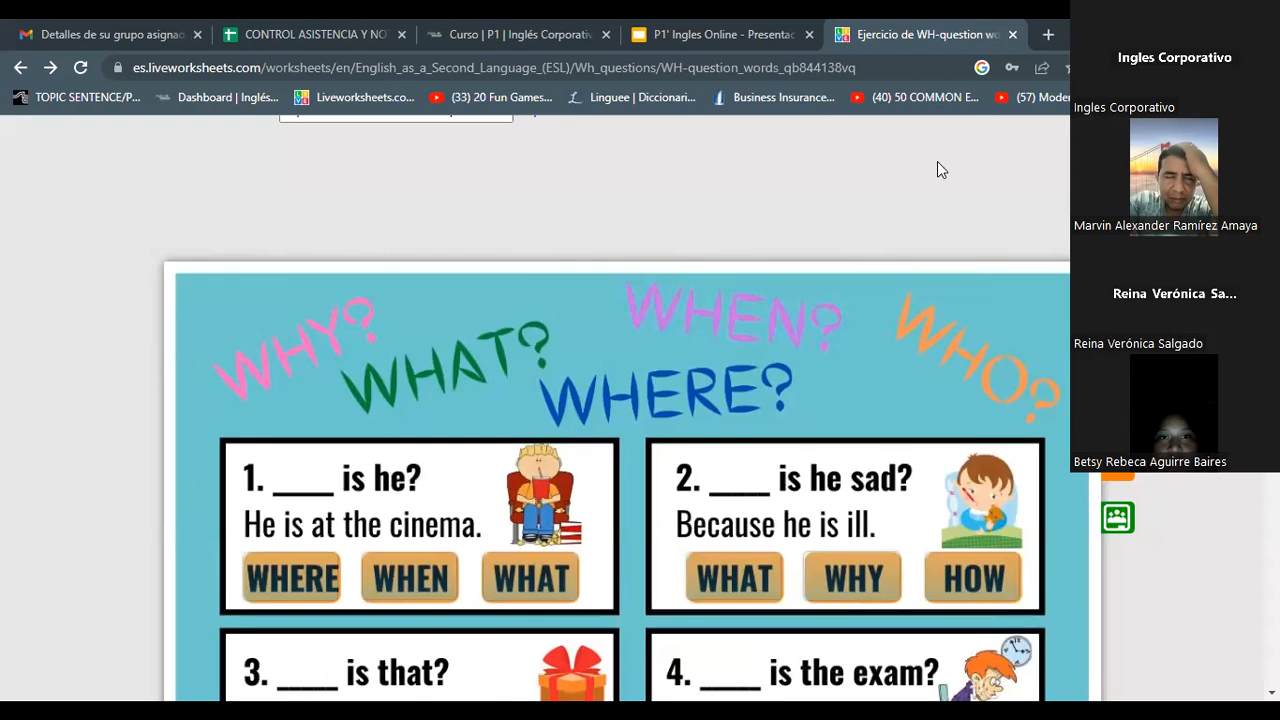 Detalles de su grupo asigna
CONTROL ASISTENCIA Y NO
Curso | P1 | Inglés Corporati
P1' Ingles Online - Presentac
Ejercicio de WH-question wo
es.liveworksheets.com/worksheets/en/English_as_a_Second_Language_(ESL)/Wh_questions/WH-question_words_qb844138vq
TOPIC SENTENCE/P...
Dashboard | Inglés...
Liveworksheets.co...
(33) 20 Fun Games...
Linguee | Diccionari...
Business Insurance...
(40) 50 COMMON E...
(57) Moder
Ingles Corporativo
Ingles Corporativo
Marvin Alexander Ramírez Amaya
Reina Verónica Sa...
Reina Verónica Salgado
Betsy Rebeca Aguirre Baires
WHY?
WHAT?
WHEN?
WHERE?
WHO?
1. ____ is he?
He is at the cinema.
WHERE WHEN WHAT
2. ____ is he sad?
Because he is ill.
WHAT WHY HOW
3. ____ is that?
4. ____ is the exam?